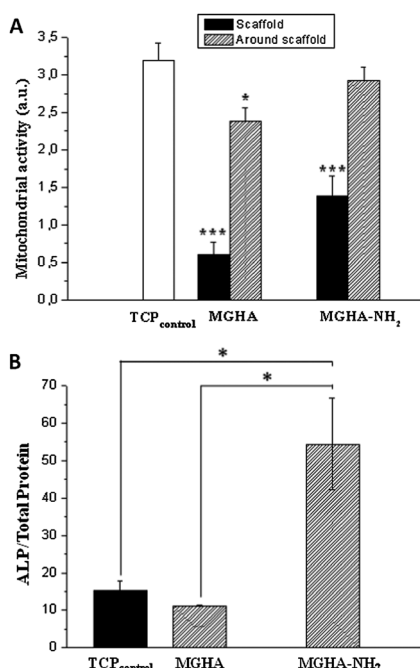 A
Scaffold
Around scaffold
Mitochondrial activity (a.u.)
3,5
3,0
2,5
2,0
1,5
1,0
0,5
0,0
*
***
***
TCPcontrol MGHA MGHA-NH2
B
*
*
ALP/Total Protein
70
60
50
40
30
20
10
0
TCPcontrol MGHA MGHA-NH2